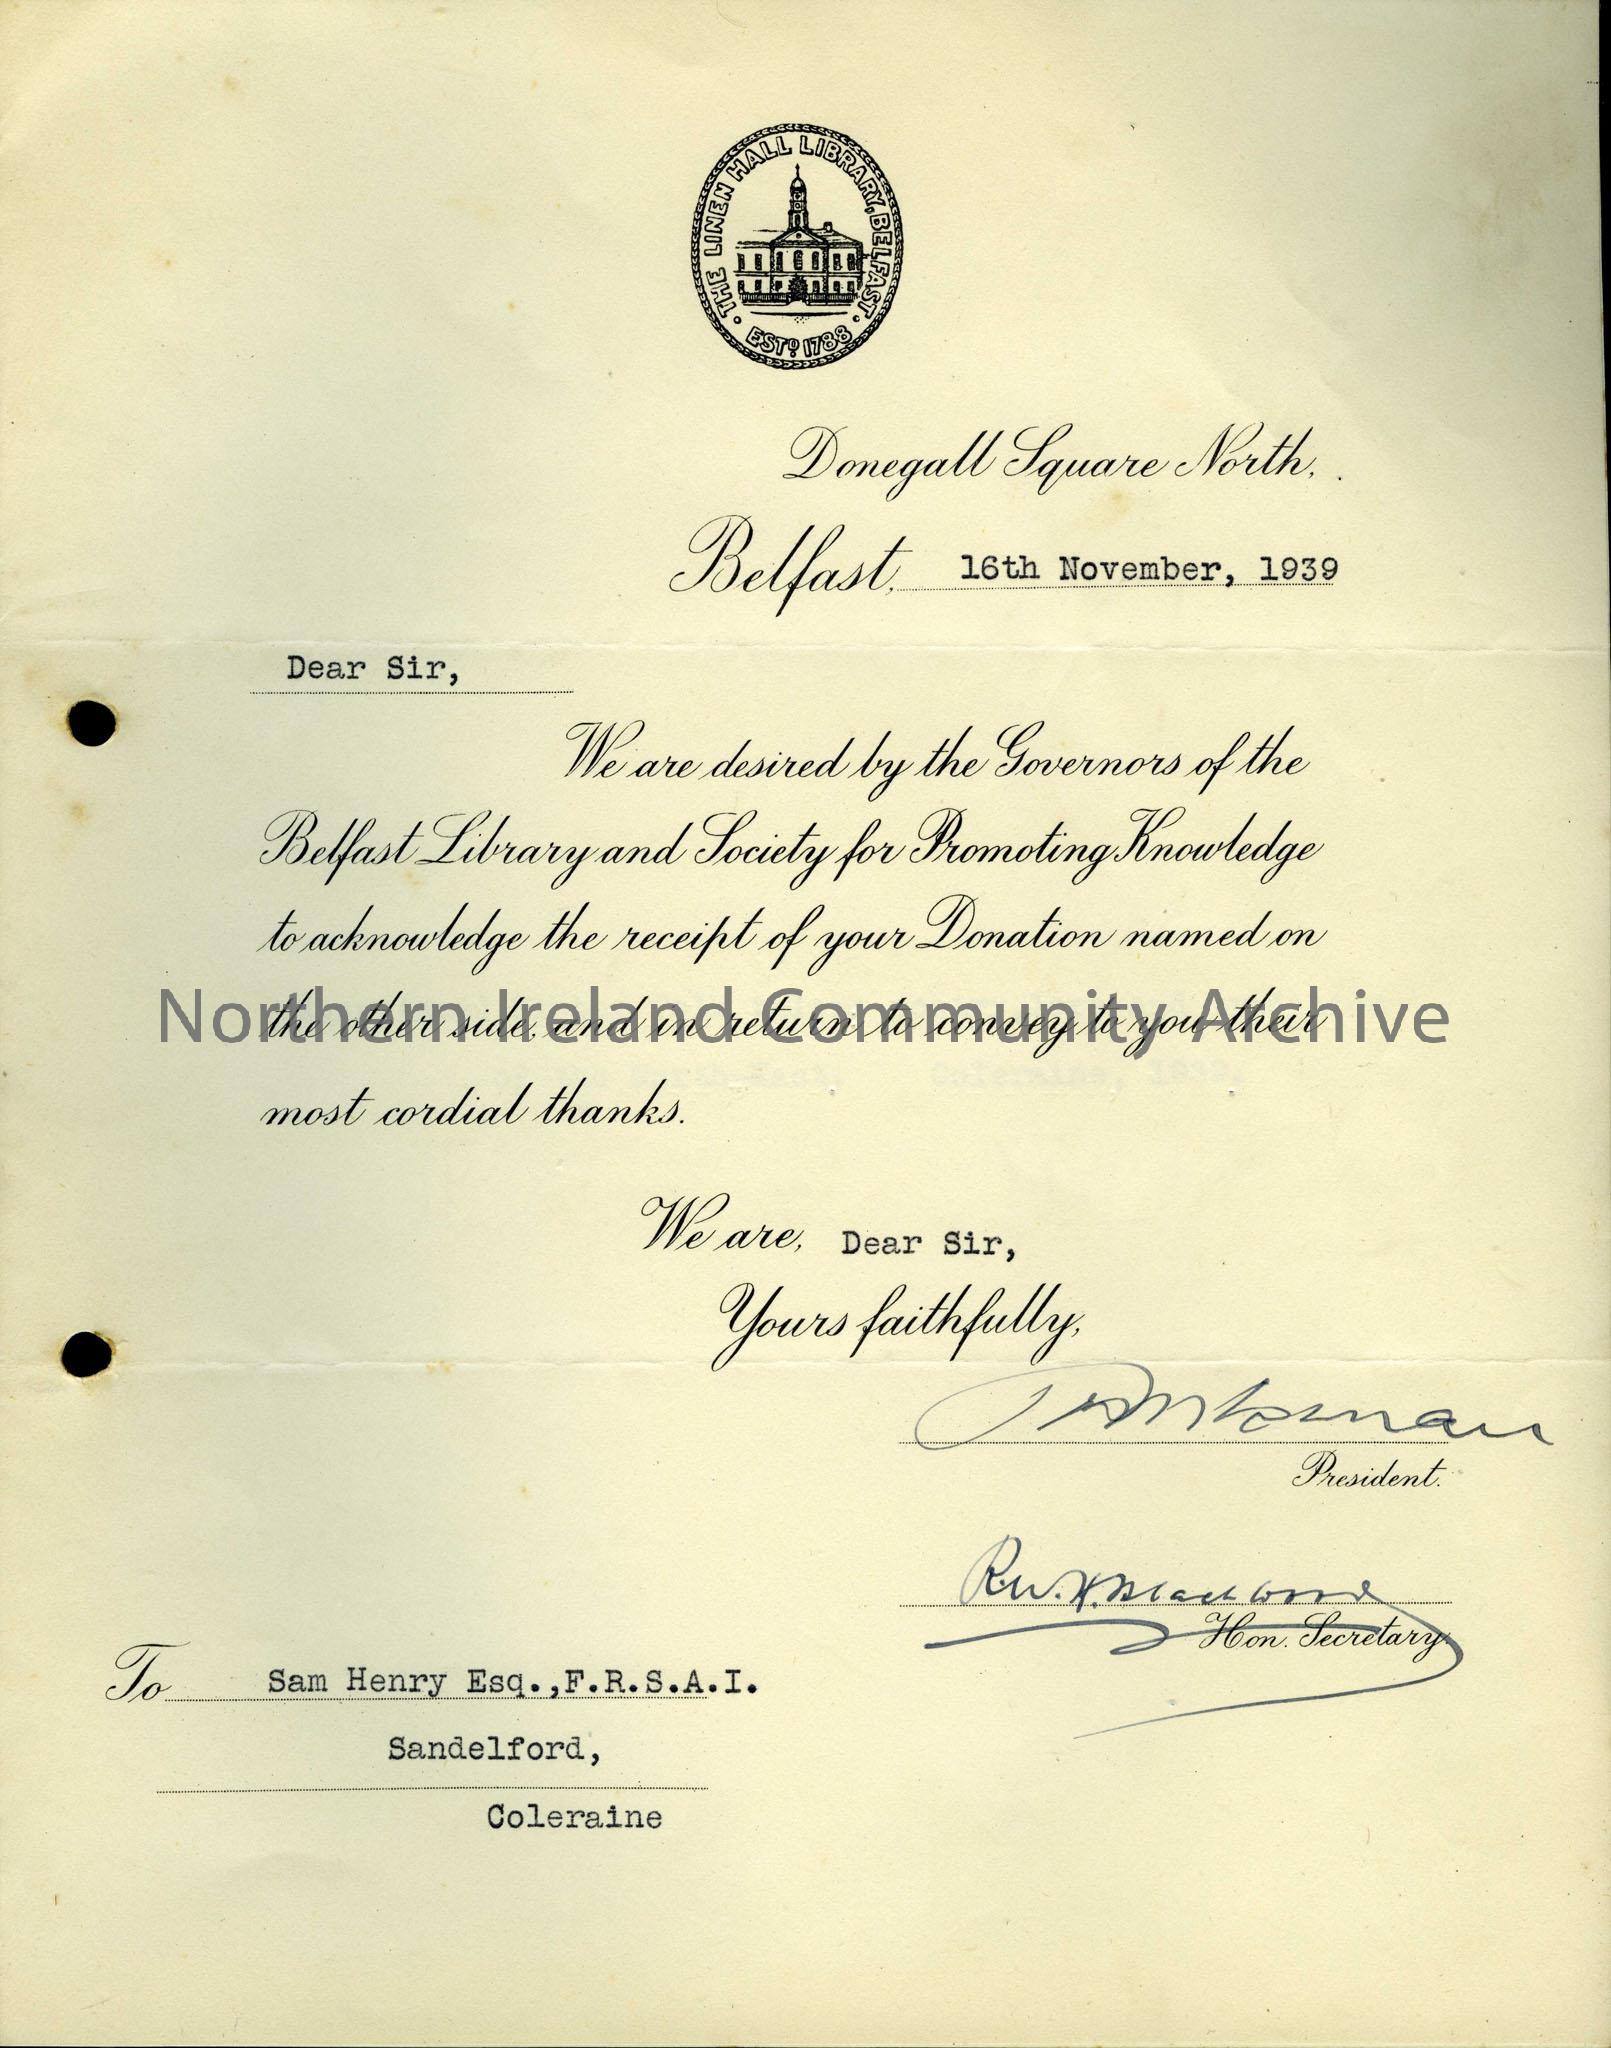 THE LINEN HALL LIBRARY, BELFAST.
ESTD 1788
Donegall Square North,
Belfast, 16th November, 1939
Dear Sir,
We are desired by the Governors of the
Belfast Library and Society for Promoting Knowledge
to acknowledge the receipt of your Donation named on
the other side, and in return to convey to you their
most cordial thanks.
Northern Ireland Community Archive
We are, Dear Sir,
Yours faithfully,
President.
R.W.H. Blackwood
Hon. Secretary.
To Sam Henry Esq.,F.R.S.A.I.
Sandelford,
Coleraine